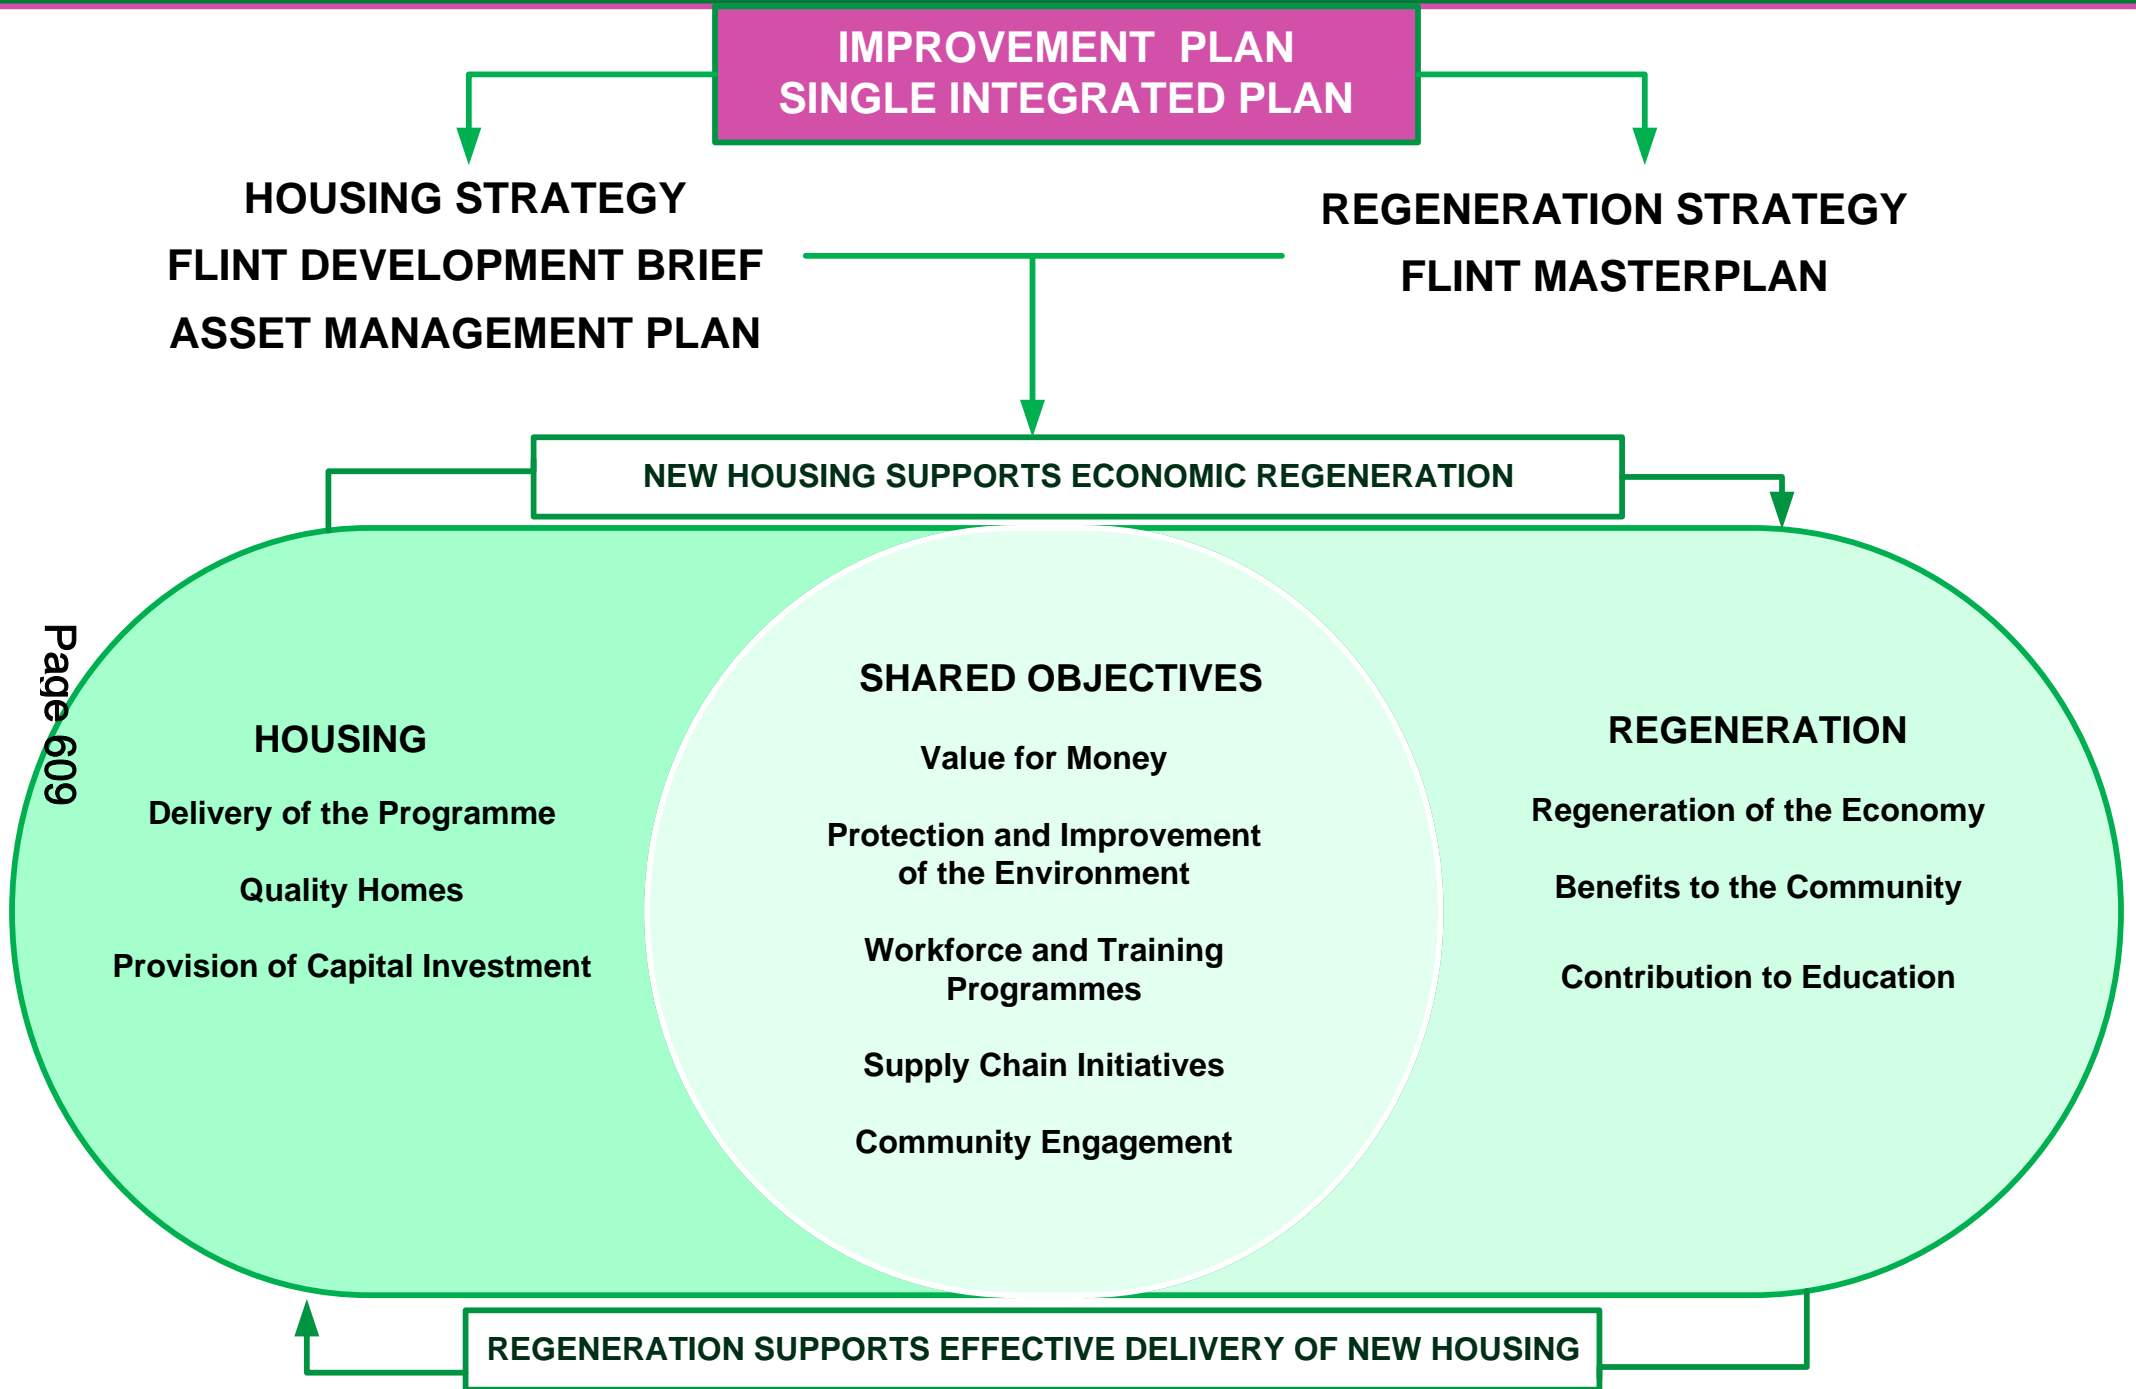 IMPROVEMENT PLAN
SINGLE INTEGRATED PLAN
HOUSING STRATEGY
FLINT DEVELOPMENT BRIEF
ASSET MANAGEMENT PLAN
REGENERATION STRATEGY
FLINT MASTERPLAN
NEW HOUSING SUPPORTS ECONOMIC REGENERATION
Page 609
HOUSING
Delivery of the Programme
Quality Homes
Provision of Capital Investment
SHARED OBJECTIVES
Value for Money
Protection and Improvement
of the Environment
Workforce and Training
Programmes
Supply Chain Initiatives
Community Engagement
REGENERATION
Regeneration of the Economy
Benefits to the Community
Contribution to Education
REGENERATION SUPPORTS EFFECTIVE DELIVERY OF NEW HOUSING